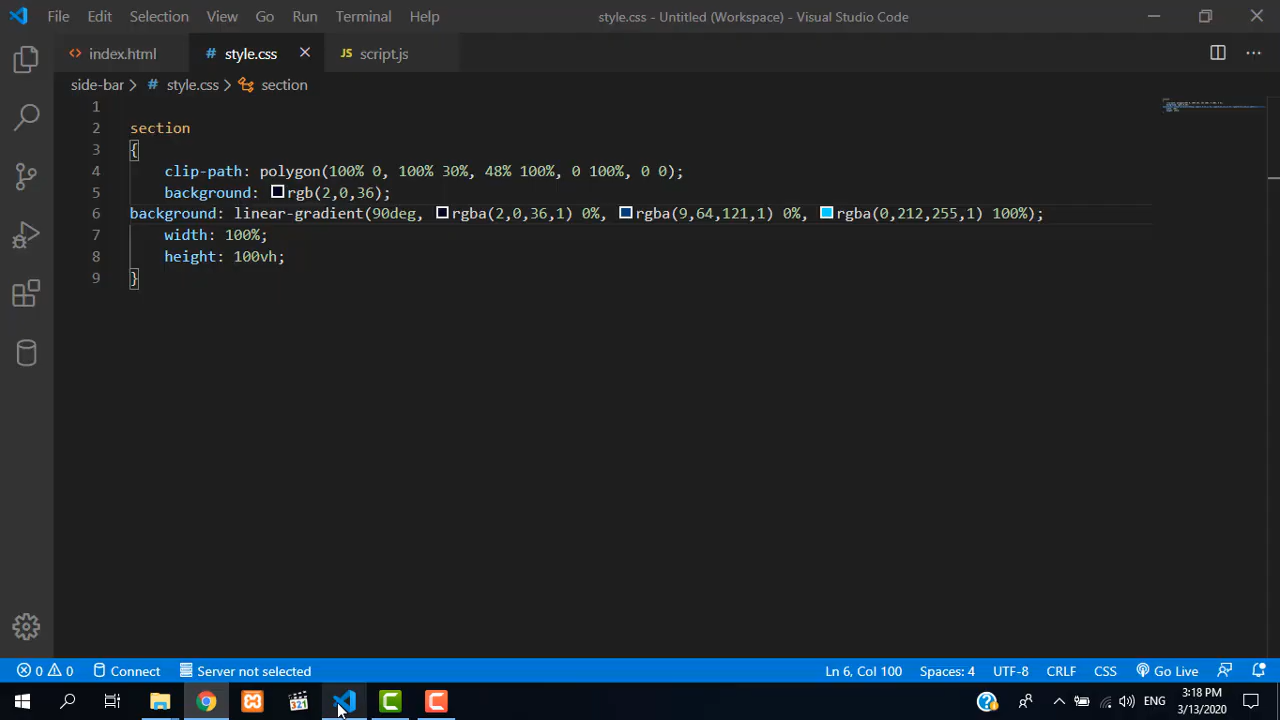 File Edit Selection View Go Run Terminal Help style.css - Untitled (Workspace) - Visual Studio Code
index.html # style.css JS script.js
side-bar # style.css section
1
2 section
3 {
4 clip-path: polygon(100% 0, 100% 30%, 48% 100%, 0 100%, 0 0);
5 background: rgb(2,0,36);
6 background: linear-gradient(90deg, rgba(2,0,36,1) 0%, rgba(9,64,121,1) 0%, rgba(0,212,255,1) 100%);
7 width: 100%;
8 height: 100vh;
9 }
0 0 Connect Server not selected Ln 6, Col 100 Spaces: 4 UTF-8 CRLF CSS Go Live
321 ENG 3:18 PM
3/13/2020